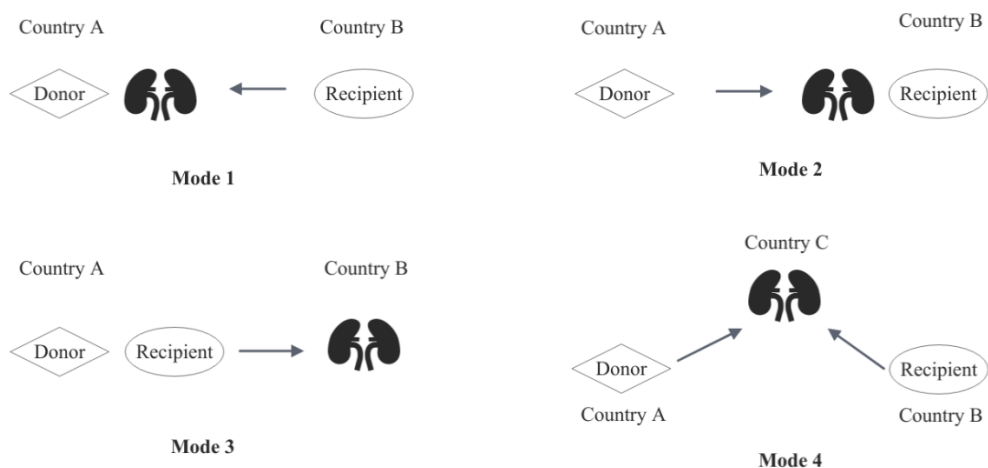 Country A
Country B
Donor
Recipient
Mode 1
Country A
Country B
Donor
Recipient
Mode 2
Country A
Country B
Donor
Recipient
Mode 3
Country C
Donor
Recipient
Country A
Country B
Mode 4